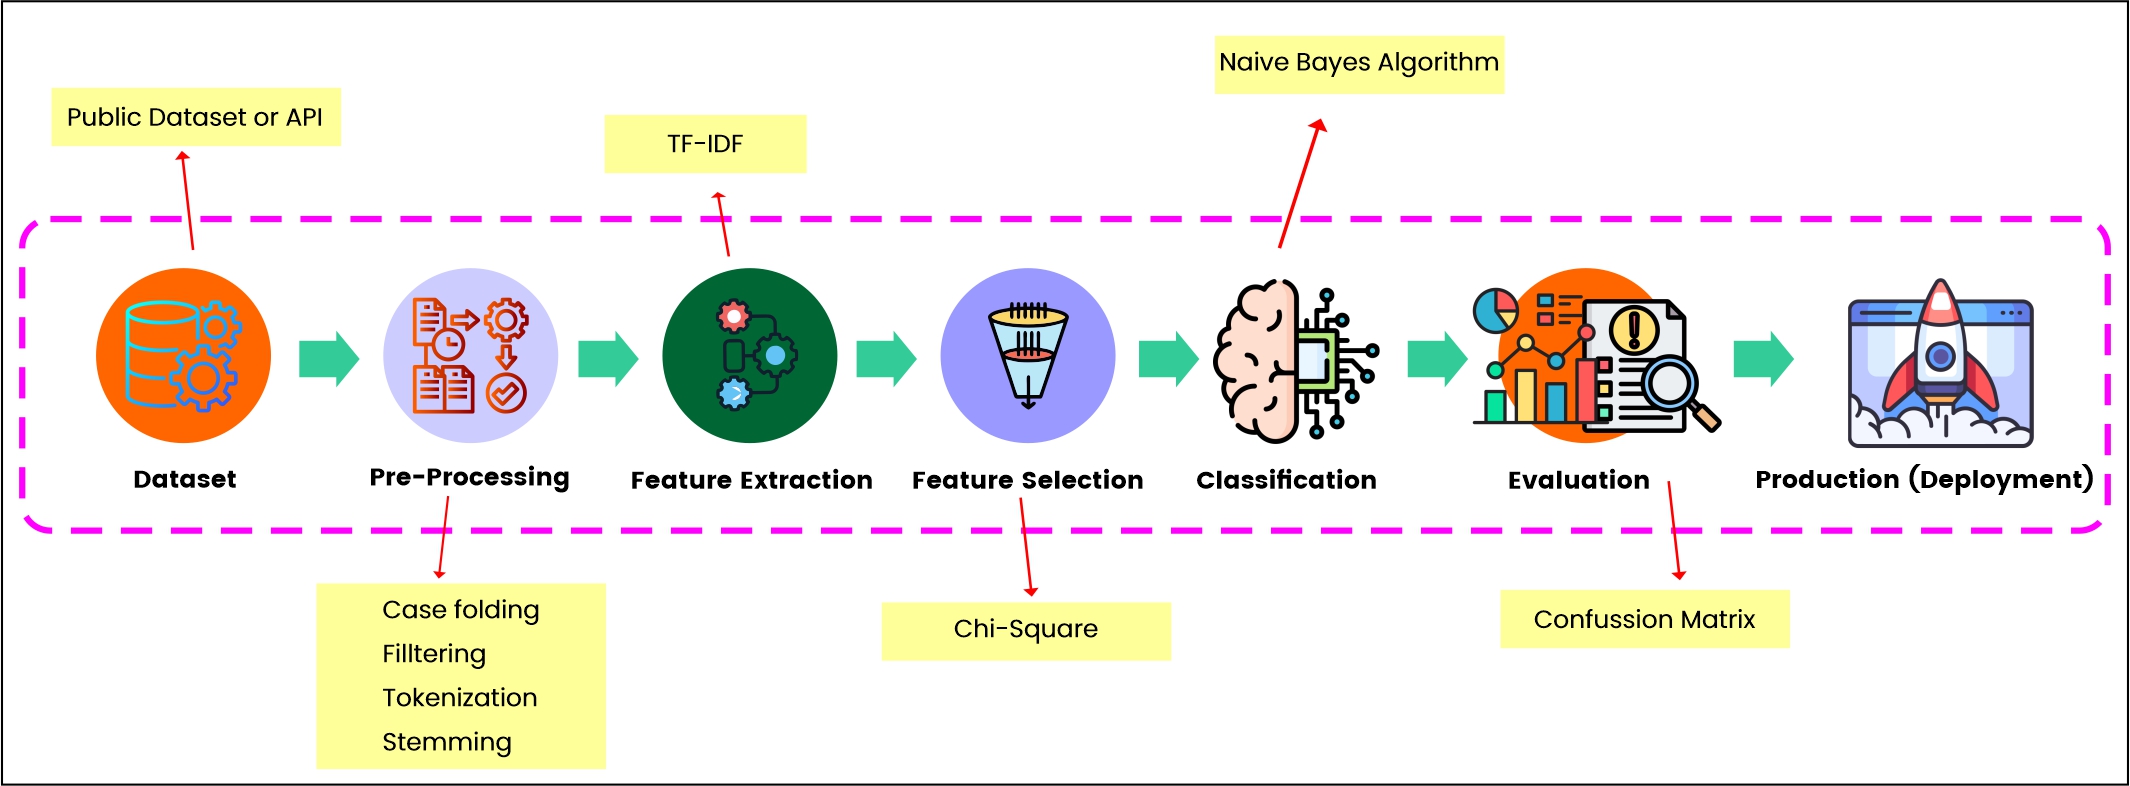 Naive Bayes Algorithm
Public Dataset or API
TF-IDF
Dataset
Pre-Processing
Feature Extraction
Feature Selection
Classification
Evaluation
Production (Deployment)
Case folding
Filltering
Tokenization
Stemming
Chi-Square
Confussion Matrix